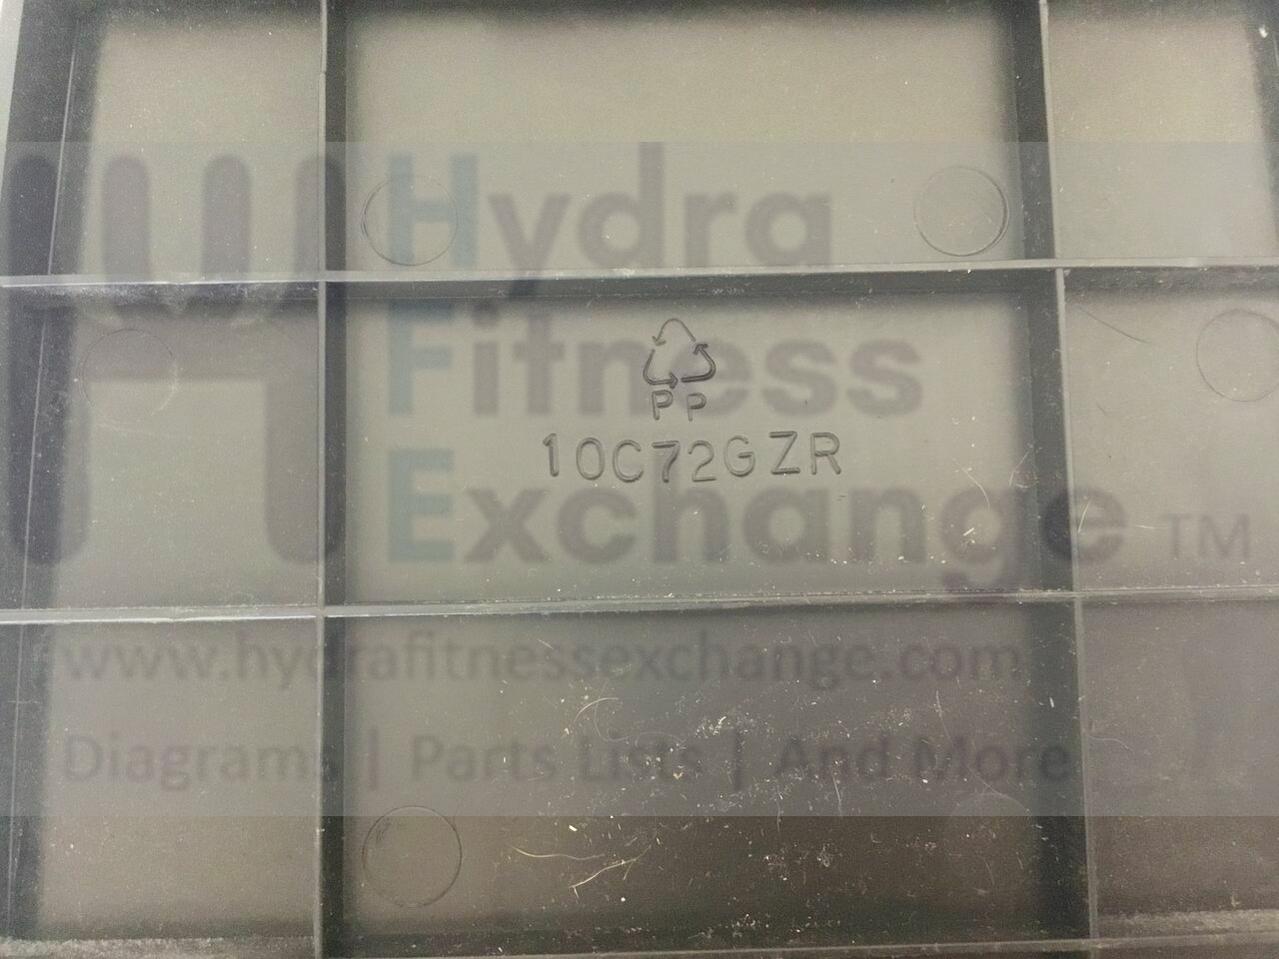 Hydra
Fitness
PP
10C72GZR
Exchange TM
www.hydrafitnessexchange.com
Diagrams | Parts Lists | And More